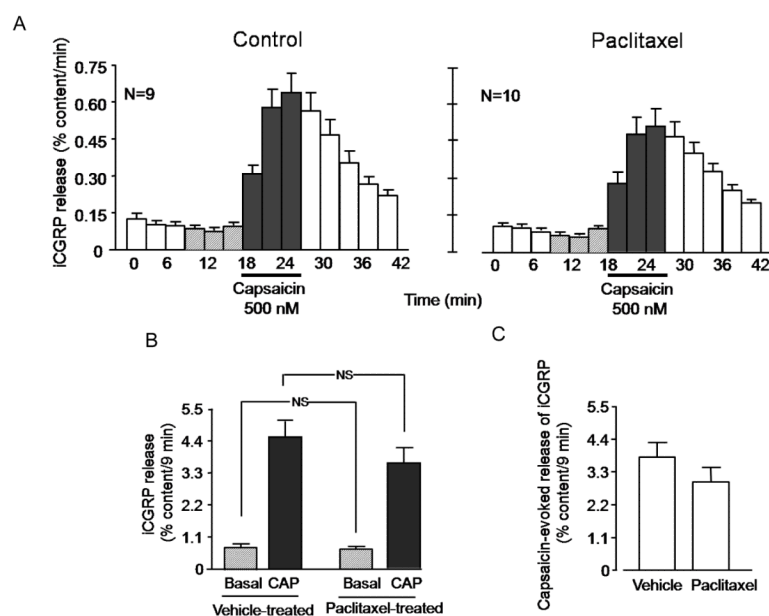 A
Control
Paclitaxel
iCGRP release (% content/min)
0.75
0.60
0.45
0.30
0.15
0
N=9
N=10
0 6 12 18 24 30 36 42
0 6 12 18 24 30 36 42
Capsaicin
500 nM
Time (min)
Capsaicin
500 nM
B
NS
NS
iCGRP release
(% content/9 min)
5.5
4.4
3.3
2.2
1.1
0
Basal CAP
Basal CAP
Vehicle-treated
Paclitaxel-treated
C
Capsaicin-evoked release of iCGRP
(% content/9 min)
5.5
4.4
3.3
2.2
1.1
0
Vehicle Paclitaxel